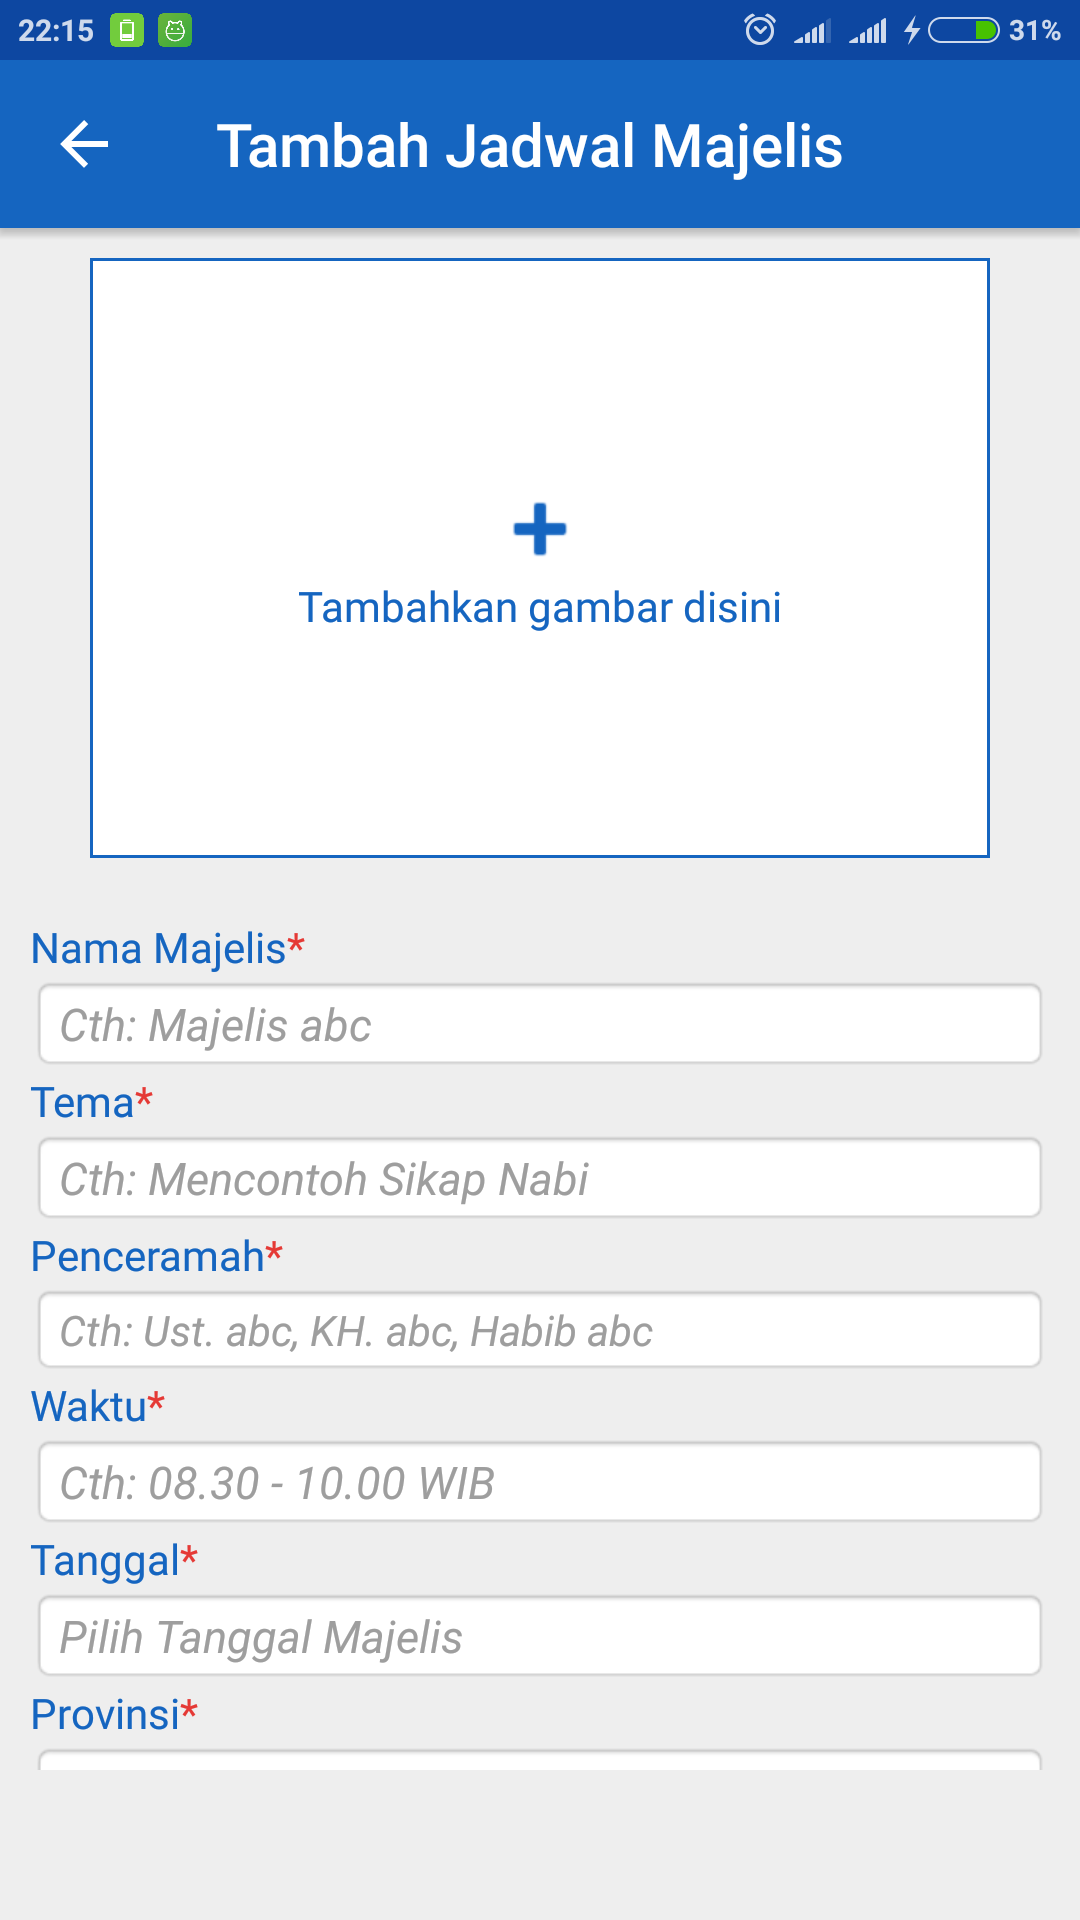 22:15
31%
Tambah Jadwal Majelis
Tambahkan gambar disini
Nama Majelis*
Cth: Majelis abc
Tema*
Cth: Mencontoh Sikap Nabi
Penceramah*
Cth: Ust. abc, KH. abc, Habib abc
Waktu*
Cth: 08.30 - 10.00 WIB
Tanggal*
Pilih Tanggal Majelis
Provinsi*